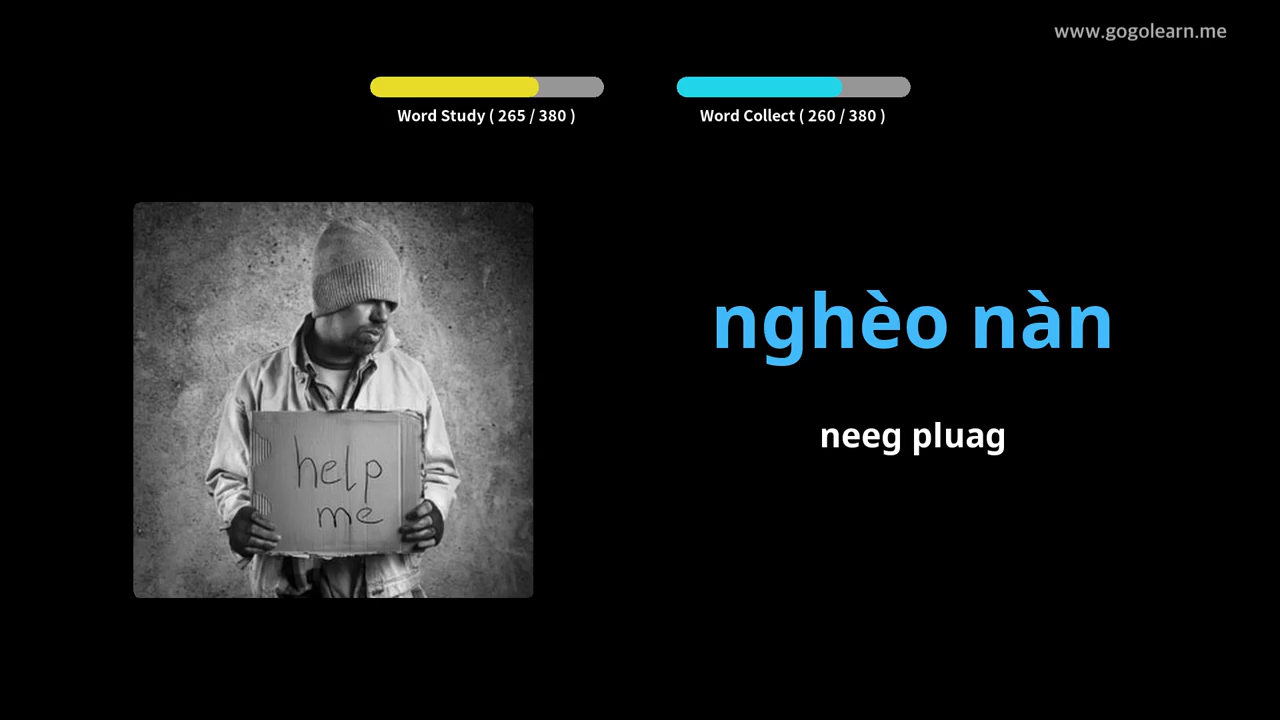 www.gogolearn.me
Word Study ( 265 / 380 )
Word Collect ( 260 / 380 )
help
me
nghèo nàn
neeg pluag